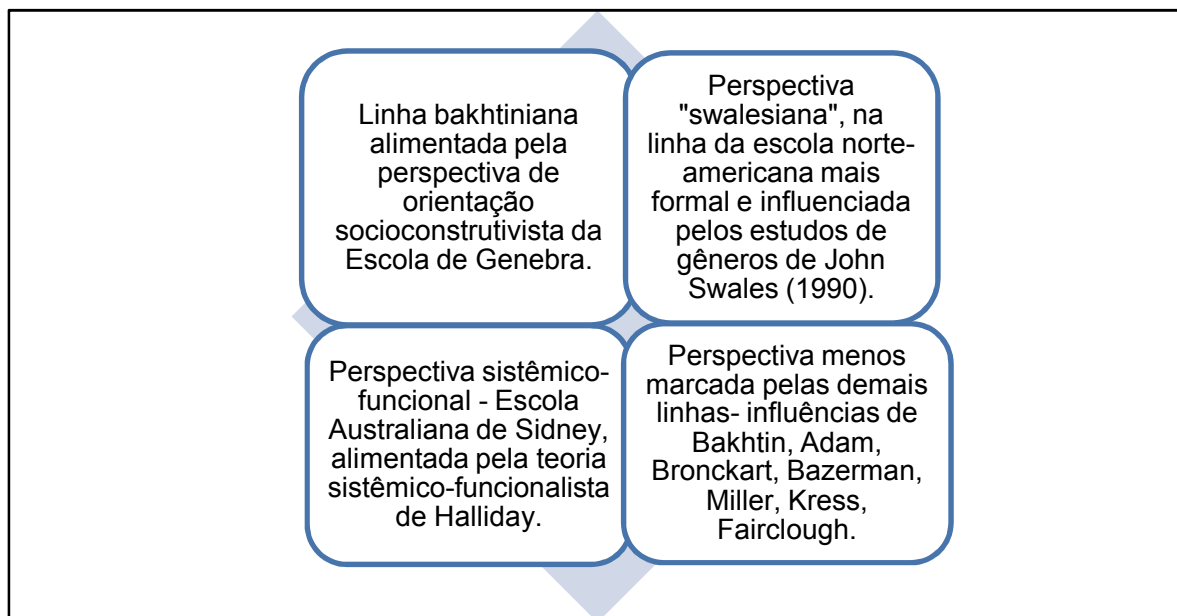 Linha bakhtiniana
alimentada pela
perspectiva de
orientação
socioconstrutivista da
Escola de Genebra.
Perspectiva
"swalesiana", na
linha da escola norte-
americana mais
formal e influenciada
pelos estudos de
gêneros de John
Swales (1990).
Perspectiva sistêmico-
funcional - Escola
Australiana de Sidney,
alimentada pela teoria
sistêmico-funcionalista
de Halliday.
Perspectiva menos
marcada pelas demais
linhas- influências de
Bakhtin, Adam,
Bronckart, Bazerman,
Miller, Kress,
Fairclough.